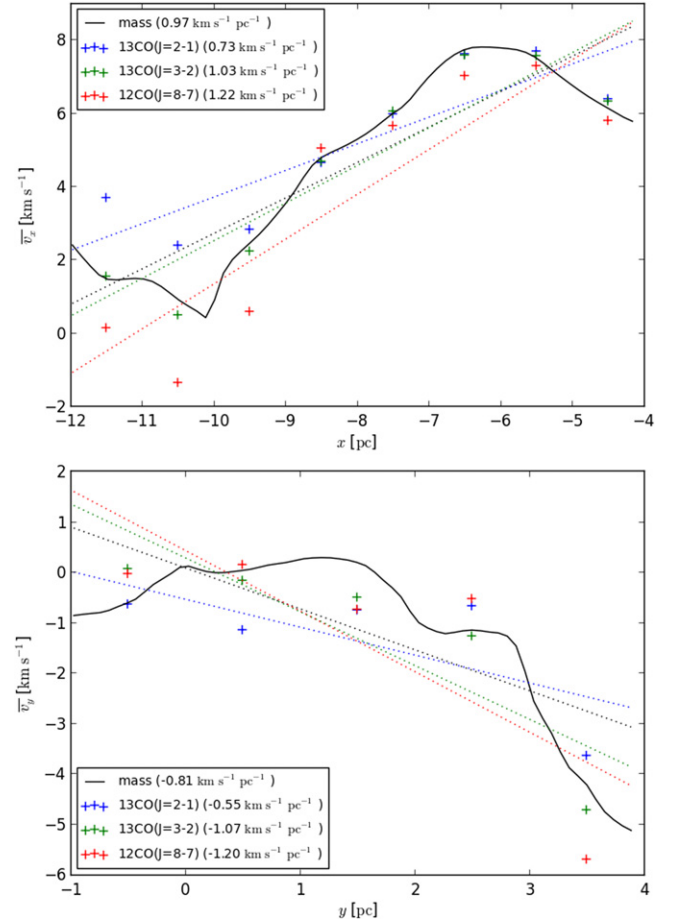 mass (0.97 km s⁻¹ pc⁻¹)
13CO(J=2-1) (0.73 km s⁻¹ pc⁻¹ )
13CO(J=3-2) (1.03 km s⁻¹ pc⁻¹ )
12CO(J=8-7) (1.22 km s⁻¹ pc⁻¹ )
8
6
4
2
0
−2
v̅ₓ [km s⁻¹]
−12 −11 −10 −9 −8 −7 −6 −5 −4
x [pc]
2
1
0
−1
−2
−3
−4
−5
−6
v̅ᵧ [km s⁻¹]
mass (-0.81 km s⁻¹ pc⁻¹ )
13CO(J=2-1) (-0.55 km s⁻¹ pc⁻¹ )
13CO(J=3-2) (-1.07 km s⁻¹ pc⁻¹ )
12CO(J=8-7) (-1.20 km s⁻¹ pc⁻¹ )
−1 0 1 2 3 4
y [pc]